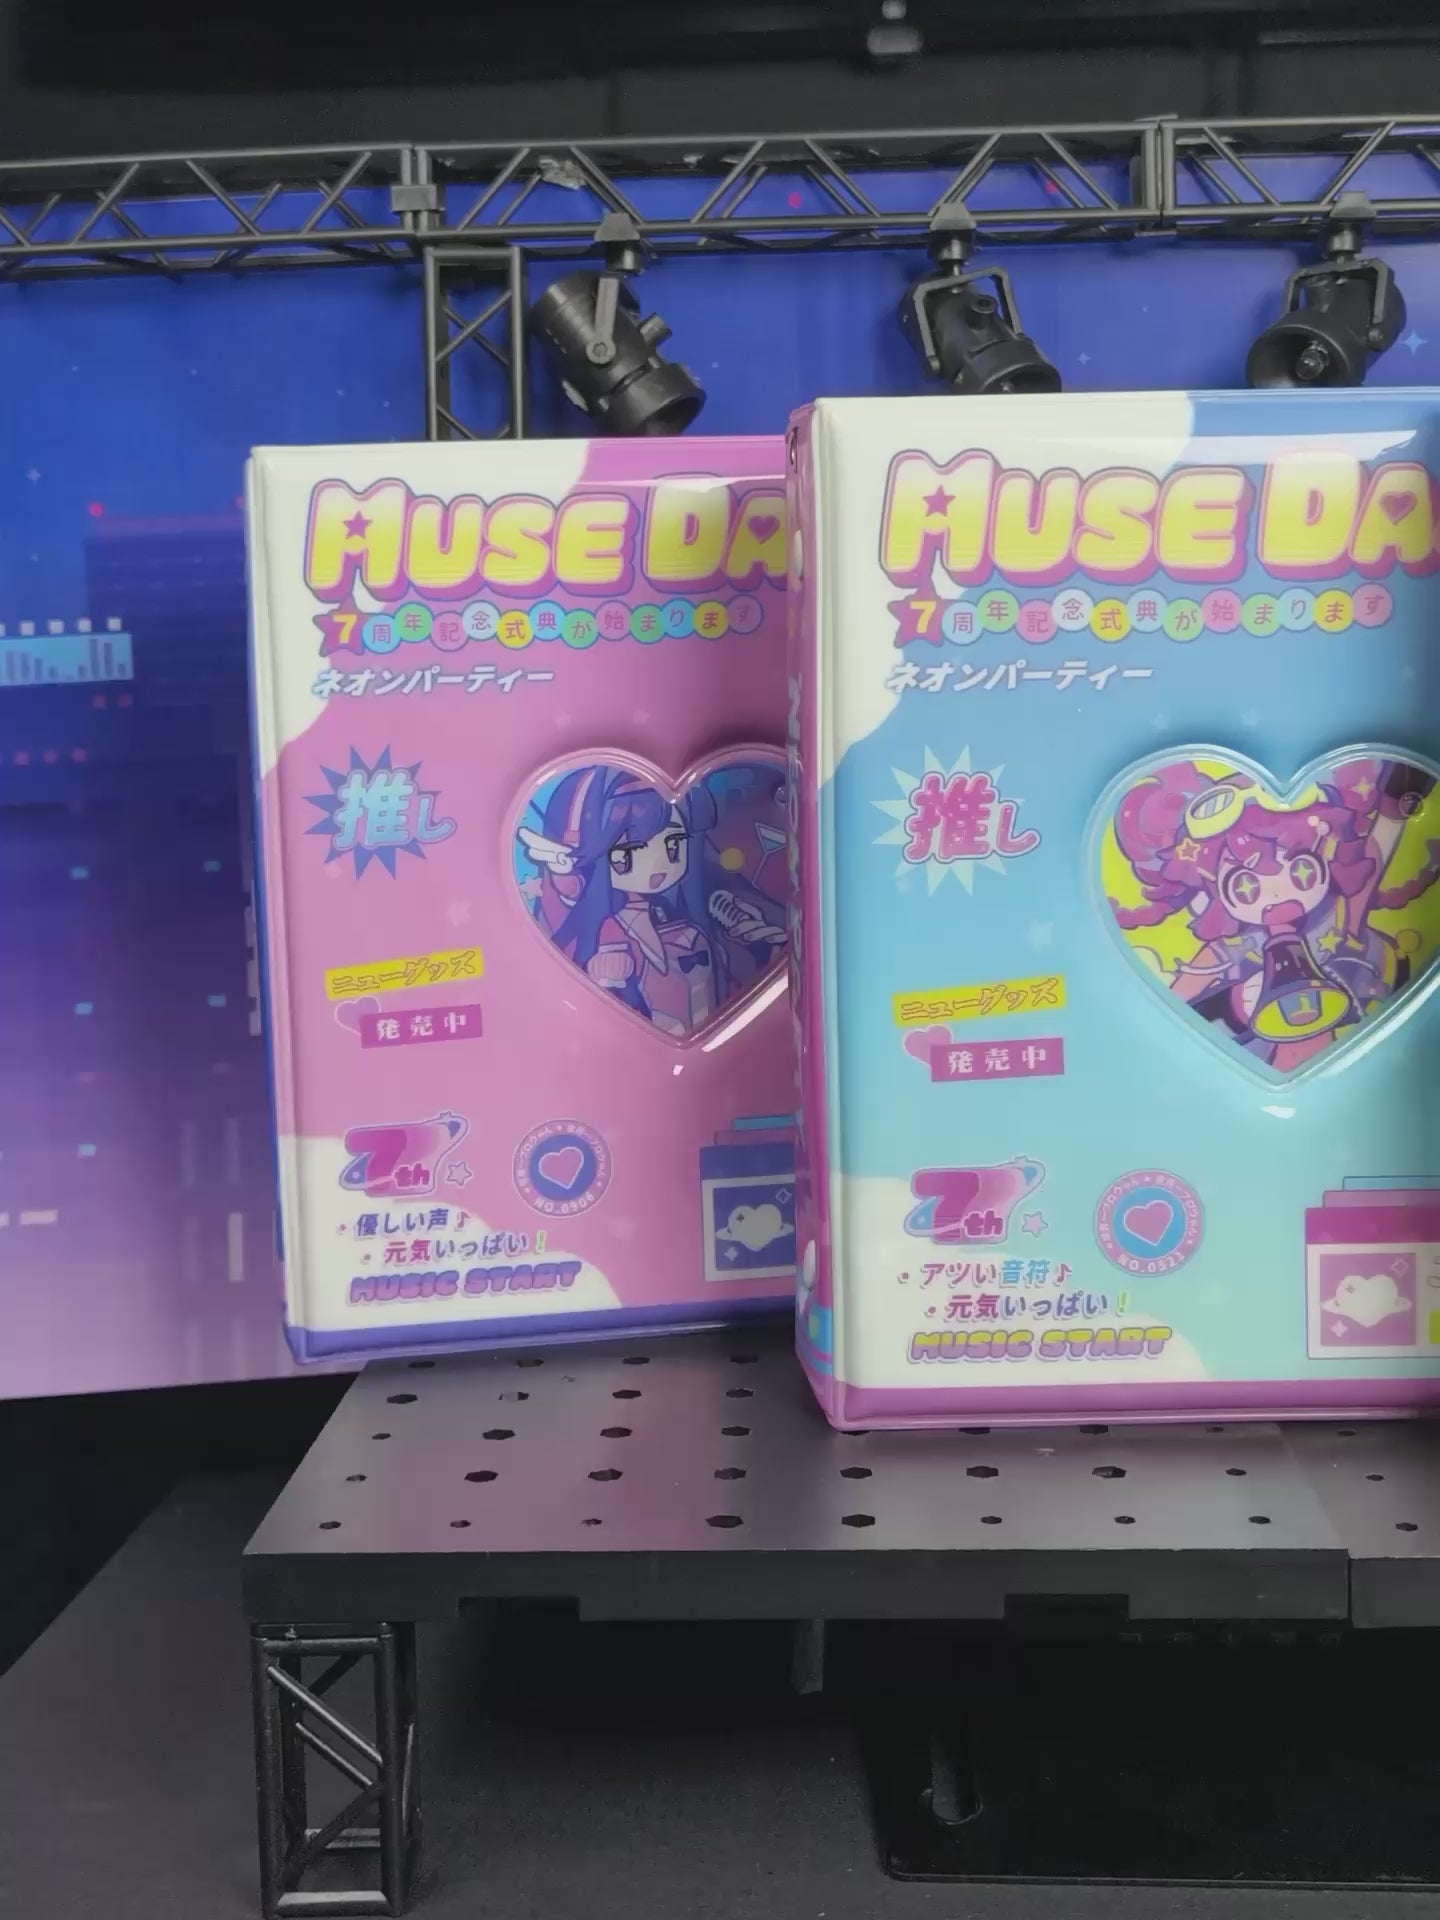 MUSE DA
7周年記念式典が始まります
ネオンパーティー
推し
ニューグッズ
発売中
7th
NO.0906
・優しい声♪
・元気いっぱい!
MUSIC START
MUSE DA
7周年記念式典が始まります
ネオンパーティー
推し
ニューグッズ
発売中
7th
・アツい音符♪
・元気いっぱい!
MUSIC START